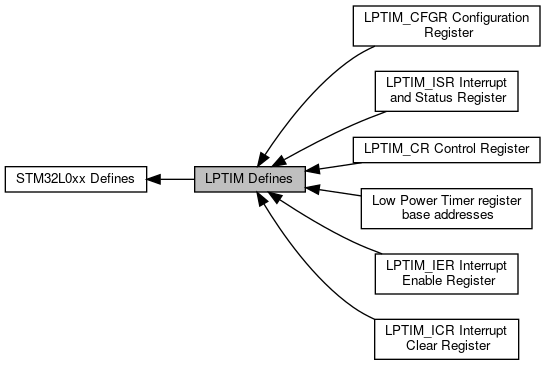 LPTIM_CFGR Configuration
Register
LPTIM_ISR Interrupt
and Status Register
LPTIM_CR Control Register
STM32L0xx Defines
LPTIM Defines
Low Power Timer register
base addresses
LPTIM_IER Interrupt
Enable Register
LPTIM_ICR Interrupt
Clear Register